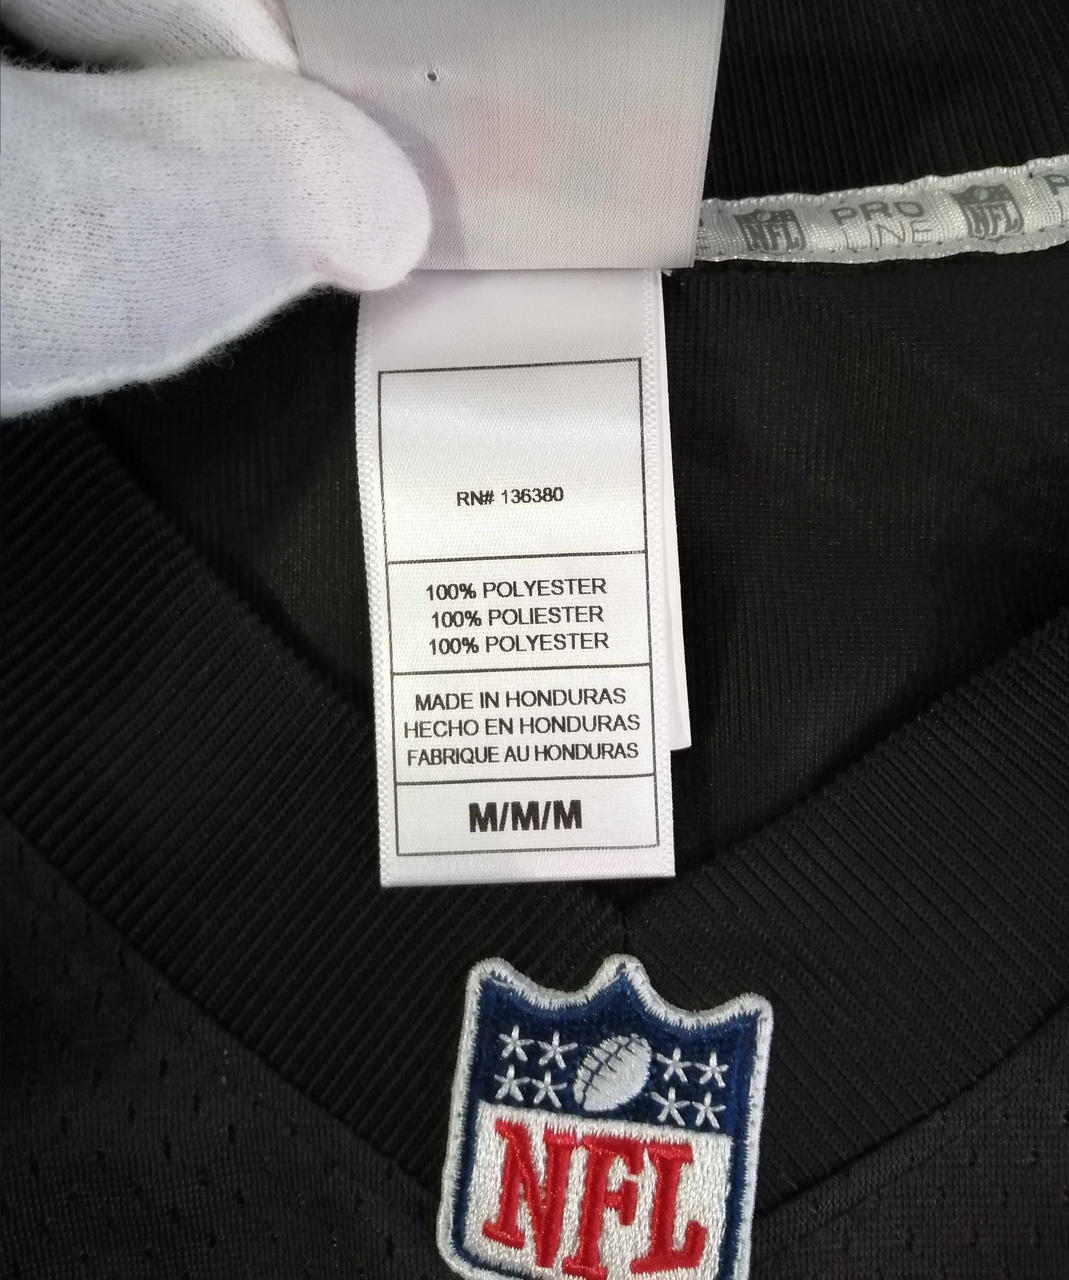 NFL
PRO
LINE
NFL
RN# 136380
100% POLYESTER
100% POLIESTER
100% POLYESTER
MADE IN HONDURAS
HECHO EN HONDURAS
FABRIQUE AU HONDURAS
M/M/M
NFL